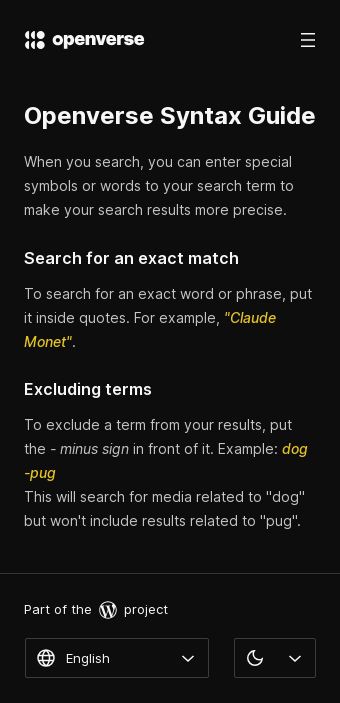 openverse
Openverse Syntax Guide
When you search, you can enter special
symbols or words to your search term to
make your search results more precise.
Search for an exact match
To search for an exact word or phrase, put
it inside quotes. For example, "Claude
Monet".
Excluding terms
To exclude a term from your results, put
the - minus sign in front of it. Example: dog
-pug
This will search for media related to "dog"
but won't include results related to "pug".
Part of the project
English